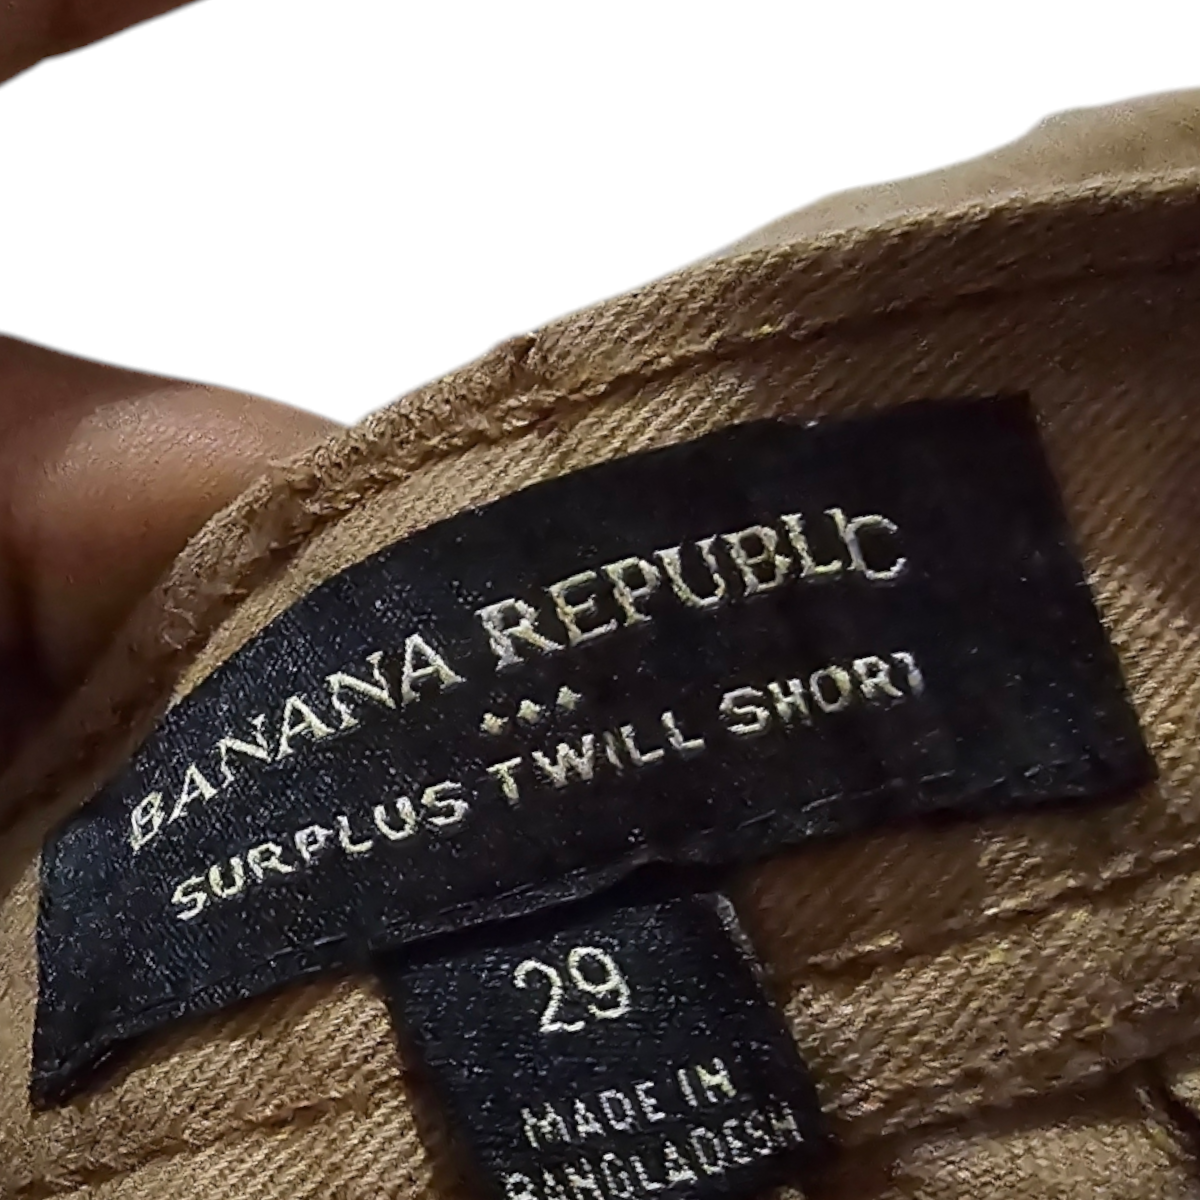 BANANA REPUBLIC
SURPLUS TWILL SHORT
29
MADE IN
BANGLADESH